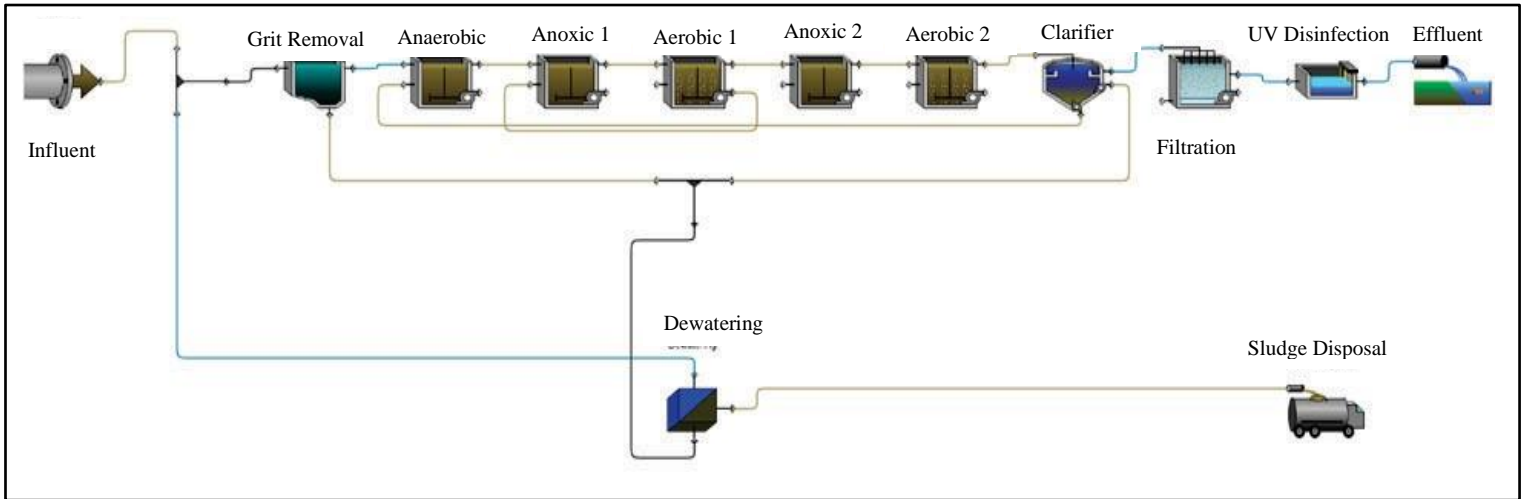 Grit Removal
Anaerobic
Anoxic 1
Aerobic 1
Anoxic 2
Aerobic 2
Clarifier
UV Disinfection
Effluent
Influent
Filtration
Dewatering
Sludge Disposal